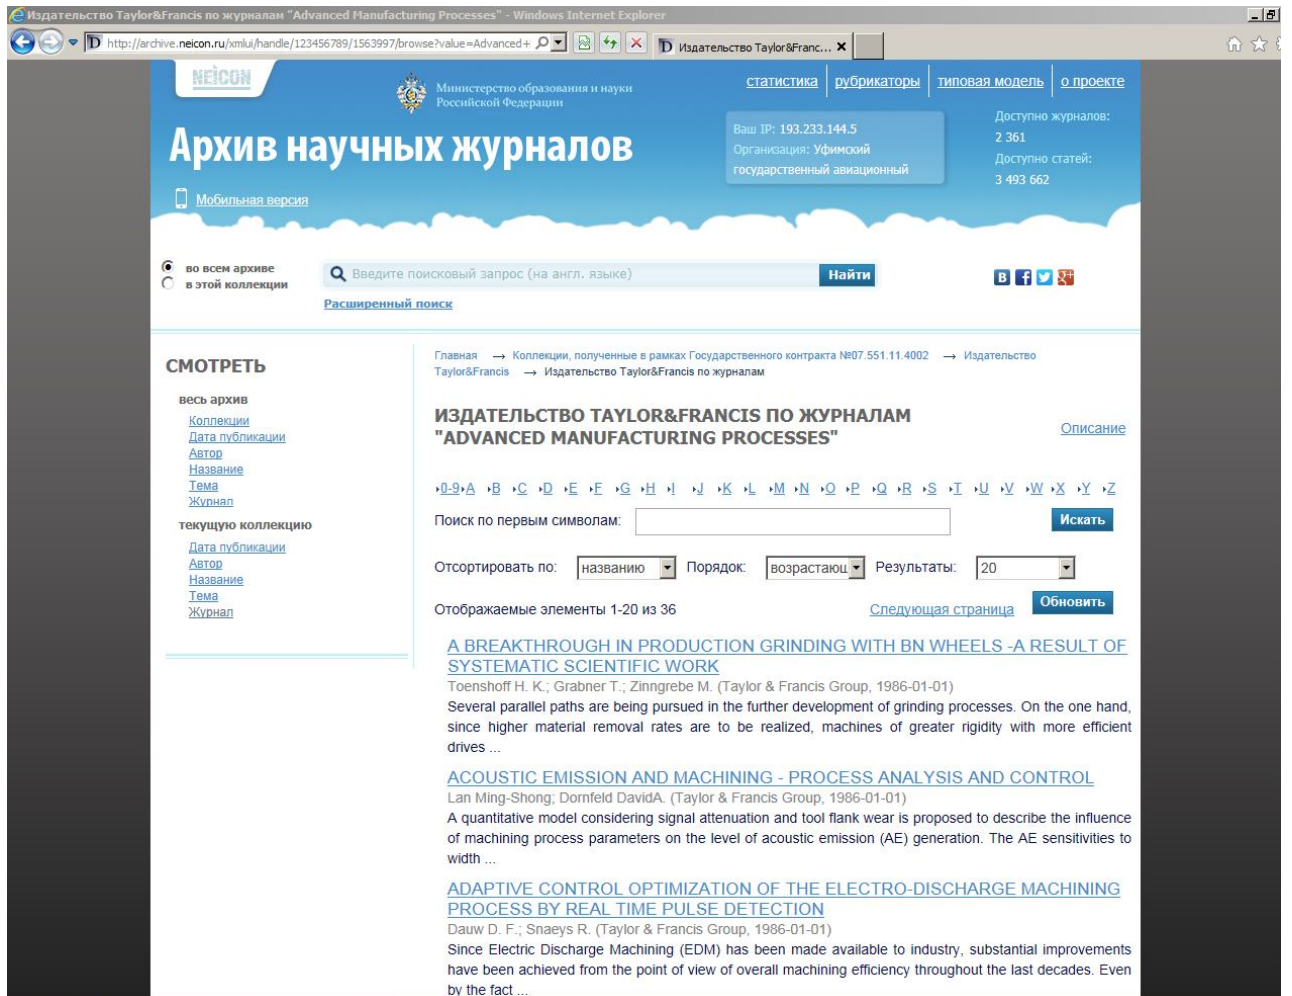 Издательство Taylor&Francis по журналам "Advanced Manufacturing Processes" - Windows Internet Explorer
http://archive.neicon.ru/xmlui/handle/123456789/1563997/browse?value=Advanced+
Издательство Taylor&Franc...
NEICON
Министерство образования и науки
Российской Федерации
статистика рубрикаторы типовая модель о проекте
Архив научных журналов
Ваш IP: 193.233.144.5
Организация: Уфимский
государственный авиационный
Доступно журналов:
2 361
Доступно статей:
3 493 662
Мобильная версия
во всем архиве
в этой коллекции
Введите поисковый запрос (на англ. языке)
Найти
Расширенный поиск
СМОТРЕТЬ
весь архив
Коллекции
Дата публикации
Автор
Название
Тема
Журнал
текущую коллекцию
Дата публикации
Автор
Название
Тема
Журнал
Главная → Коллекции, полученные в рамках Государственного контракта №07.551.11.4002 → Издательство
Taylor&Francis → Издательство Taylor&Francis по журналам
ИЗДАТЕЛЬСТВО TAYLOR&FRANCIS ПО ЖУРНАЛАМ
"ADVANCED MANUFACTURING PROCESSES"
Описание
0-9 A B C D E F G H I J K L M N O P Q R S T U V W X Y Z
Поиск по первым символам:
Искать
Отсортировать по: названию Порядок: возрастающ Результаты: 20
Отображаемые элементы 1-20 из 36
Следующая страница
Обновить
A BREAKTHROUGH IN PRODUCTION GRINDING WITH BN WHEELS -A RESULT OF
SYSTEMATIC SCIENTIFIC WORK
Toenshoff H. K.; Grabner T.; Zinngrebe M. (Taylor & Francis Group, 1986-01-01)
Several parallel paths are being pursued in the further development of grinding processes. On the one hand,
since higher material removal rates are to be realized, machines of greater rigidity with more efficient
drives ...
ACOUSTIC EMISSION AND MACHINING - PROCESS ANALYSIS AND CONTROL
Lan Ming-Shong; Dornfeld DavidA. (Taylor & Francis Group, 1986-01-01)
A quantitative model considering signal attenuation and tool flank wear is proposed to describe the influence
of machining process parameters on the level of acoustic emission (AE) generation. The AE sensitivities to
width ...
ADAPTIVE CONTROL OPTIMIZATION OF THE ELECTRO-DISCHARGE MACHINING
PROCESS BY REAL TIME PULSE DETECTION
Dauw D. F.; Snaeys R. (Taylor & Francis Group, 1986-01-01)
Since Electric Discharge Machining (EDM) has been made available to industry, substantial improvements
have been achieved from the point of view of overall machining efficiency throughout the last decades. Even
by the fact ...